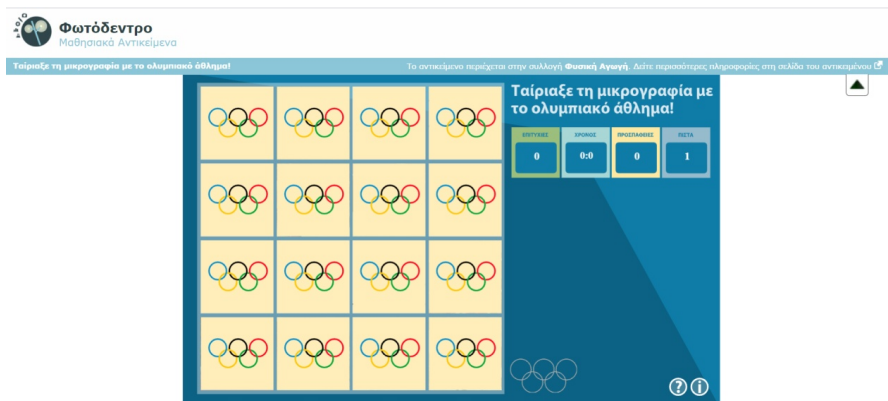 Φωτόδεντρο
Μαθησιακά Αντικείμενα
Ταίριαξε τη μικρογραφία με το ολυμπιακό άθλημα!
Το αντικείμενο περιέχεται στην συλλογή Φυσική Αγωγή. Δείτε περισσότερες πληροφορίες στη σελίδα του αντικειμένου
Ταίριαξε τη μικρογραφία με
το ολυμπιακό άθλημα!
ΕΠΙΤΥΧΙΕΣ ΧΡΟΝΟΣ ΠΡΟΣΠΑΘΕΙΕΣ ΠΙΣΤΑ
0 0:0 0 1
? i